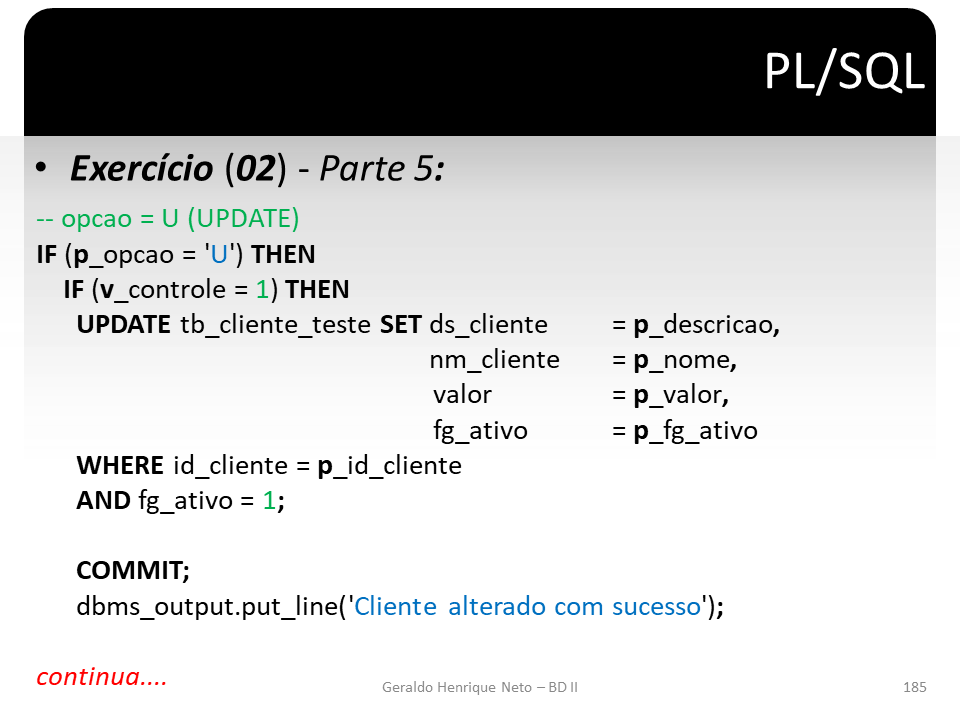 PL/SQL
• Exercício (02) - Parte 5:
-- opcao = U (UPDATE)
IF (p_opcao = 'U') THEN
IF (v_controle = 1) THEN
UPDATE tb_cliente_teste SET ds_cliente = p_descricao,
nm_cliente = p_nome,
valor = p_valor,
fg_ativo = p_fg_ativo
WHERE id_cliente = p_id_cliente
AND fg_ativo = 1;
COMMIT;
dbms_output.put_line('Cliente alterado com sucesso');
continua....
Geraldo Henrique Neto – BD II
185